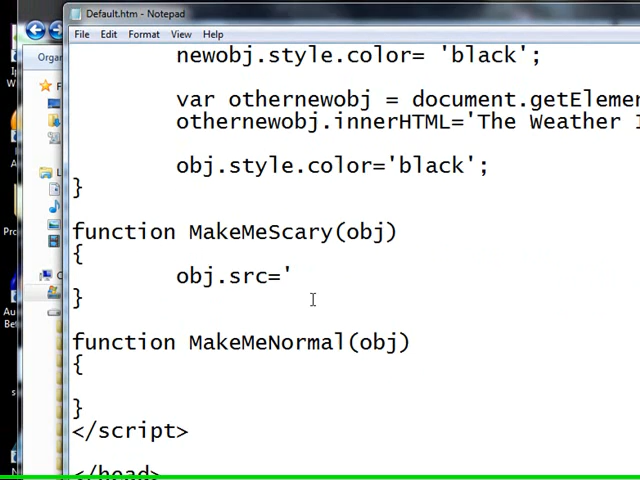 Default.htm - Notepad
File Edit Format View Help
Organ
newobj.style.color= 'black';
var othernewobj = document.getElemen
othernewobj.innerHTML='The Weather I
obj.style.color='black';
}
function MakeMeScary(obj)
{
obj.src='
}
function MakeMeNormal(obj)
{
}
</script>
</head>